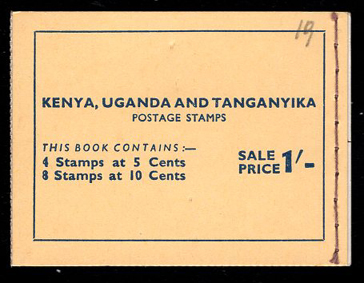 19
KENYA, UGANDA AND TANGANYIKA
POSTAGE STAMPS
THIS BOOK CONTAINS :—
4 Stamps at 5 Cents
8 Stamps at 10 Cents
SALE
PRICE 1/-